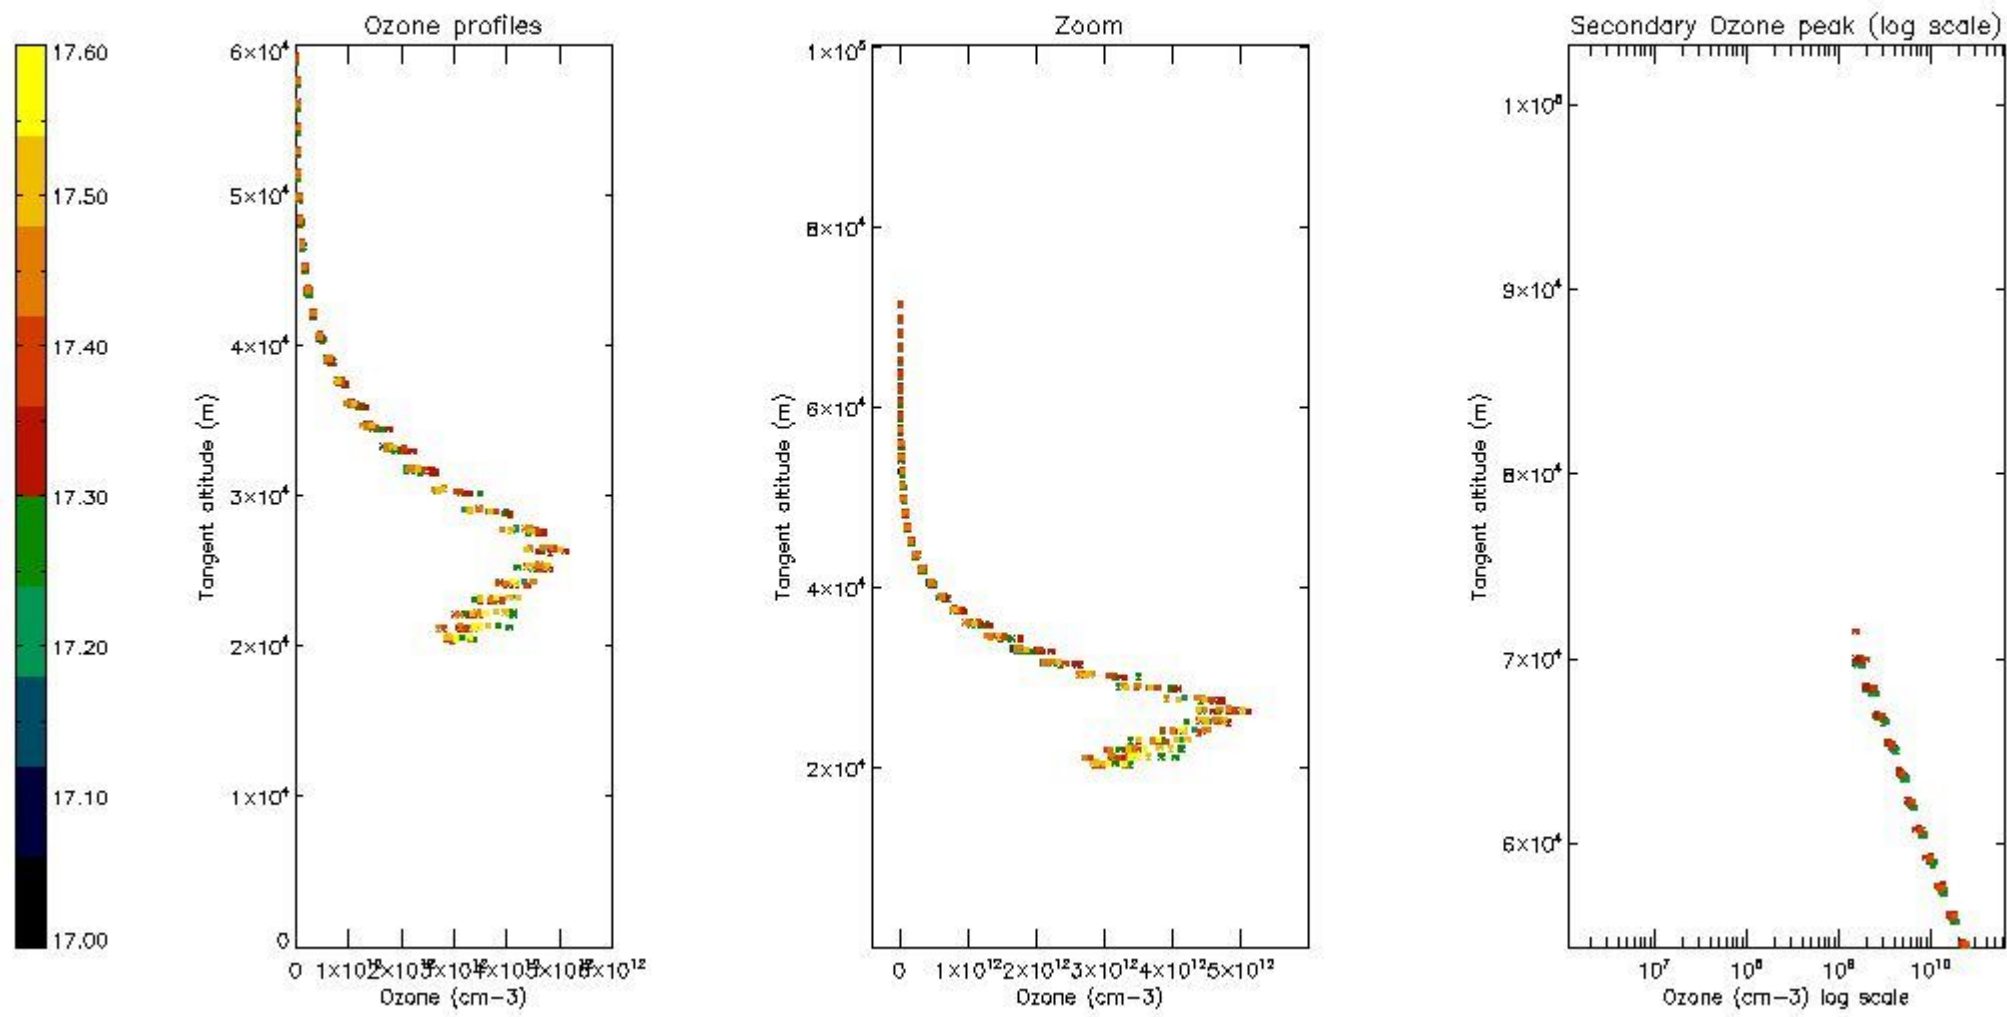 Ozone profiles
Zoom
Secondary Ozone peak (log scale)
17.60
17.50
17.40
17.30
17.20
17.10
17.00
6×10⁴
5×10⁴
4×10⁴
3×10⁴
2×10⁴
1×10⁴
0
Tangent altitude (m)
0 1×10¹²
6×10¹²
Ozone (cm-3)
1×10⁵
8×10⁴
6×10⁴
4×10⁴
2×10⁴
Tangent altitude (m)
0 1×10¹² 2×10¹² 3×10¹² 4×10¹² 5×10¹²
Ozone (cm-3)
9×10⁴
8×10⁴
7×10⁴
6×10⁴
Tangent altitude (m)
10⁷ 10⁸ 10⁹ 10¹⁰
Ozone (cm-3) log scale